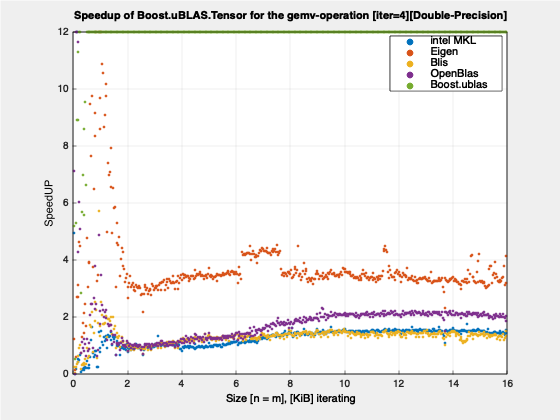 Speedup of Boost.uBLAS.Tensor for the gemv-operation [iter=4][Double-Precision]
intel MKL
Eigen
Blis
OpenBlas
Boost.ublas
12
10
8
6
4
2
0
SpeedUP
0 2 4 6 8 10 12 14 16
Size [n = m], [KiB] iterating